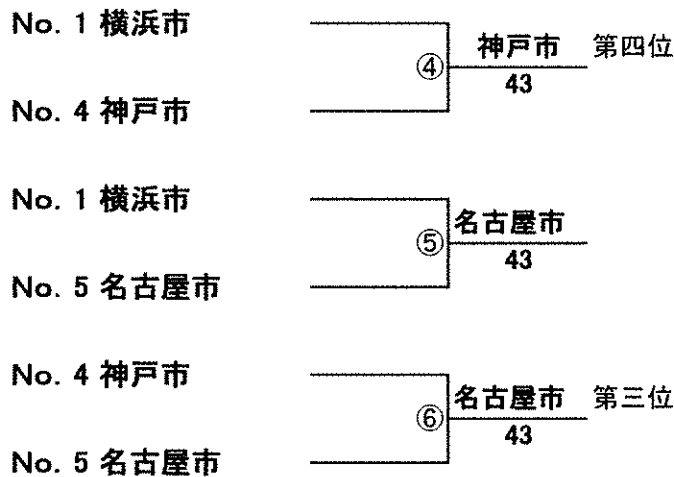 No. 1 横浜市
④ 神戸市 第四位
43
No. 4 神戸市
No. 1 横浜市
⑤ 名古屋市
43
No. 5 名古屋市
No. 4 神戸市
⑥ 名古屋市 第三位
43
No. 5 名古屋市